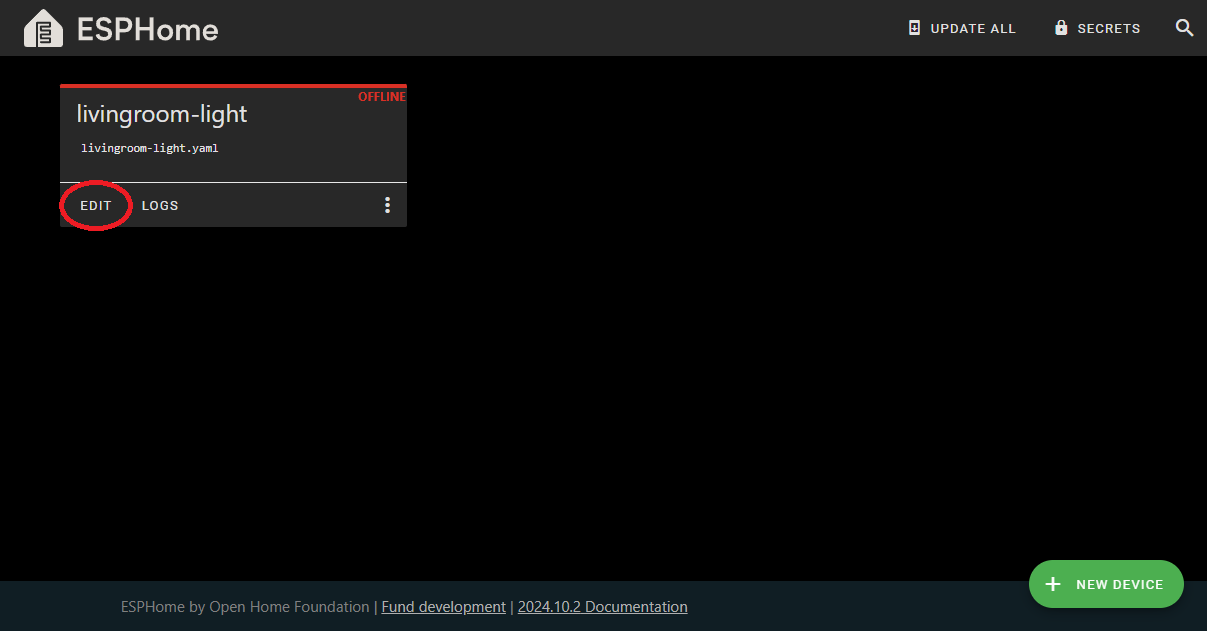 ESPHome
UPDATE ALL
SECRETS
OFFLINE
livingroom-light
livingroom-light.yaml
EDIT
LOGS
NEW DEVICE
ESPHome by Open Home Foundation | Fund development | 2024.10.2 Documentation